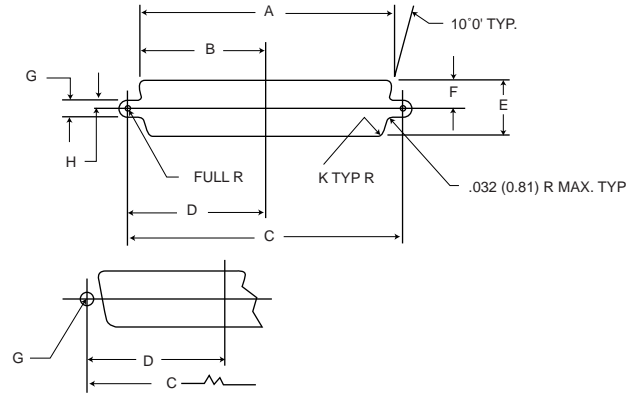 A
10°0' TYP.
B
G
F
E
H
FULL R
K TYP R
.032 (0.81) R MAX. TYP
D
C
G
D
C